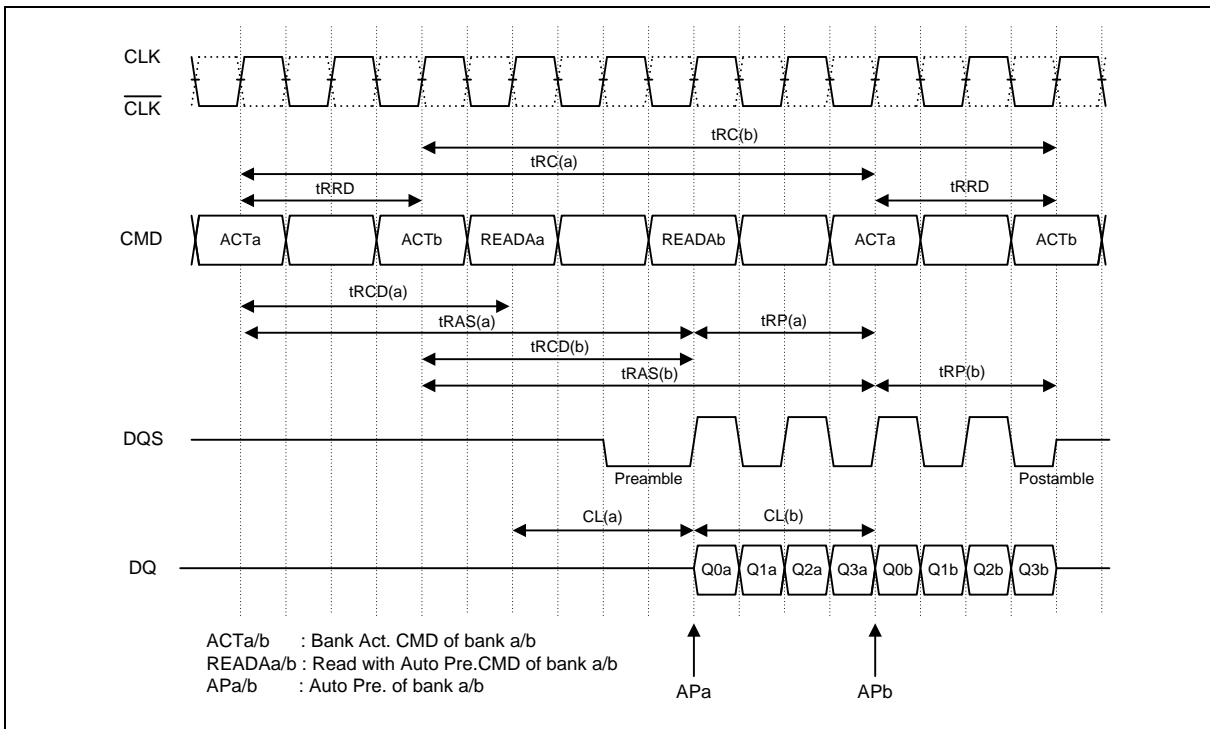 CLK
CLK
tRC(b)
tRC(a)
tRRD
tRRD
CMD
ACTa
ACTb
READAa
READAb
ACTa
ACTb
tRCD(a)
tRAS(a)
tRP(a)
tRCD(b)
tRAS(b)
tRP(b)
DQS
Preamble
Postamble
CL(a)
CL(b)
DQ
Q0a Q1a Q2a Q3a Q0b Q1b Q2b Q3b
ACTa/b : Bank Act. CMD of bank a/b
READAa/b : Read with Auto Pre.CMD of bank a/b
APa/b : Auto Pre. of bank a/b
APa
APb